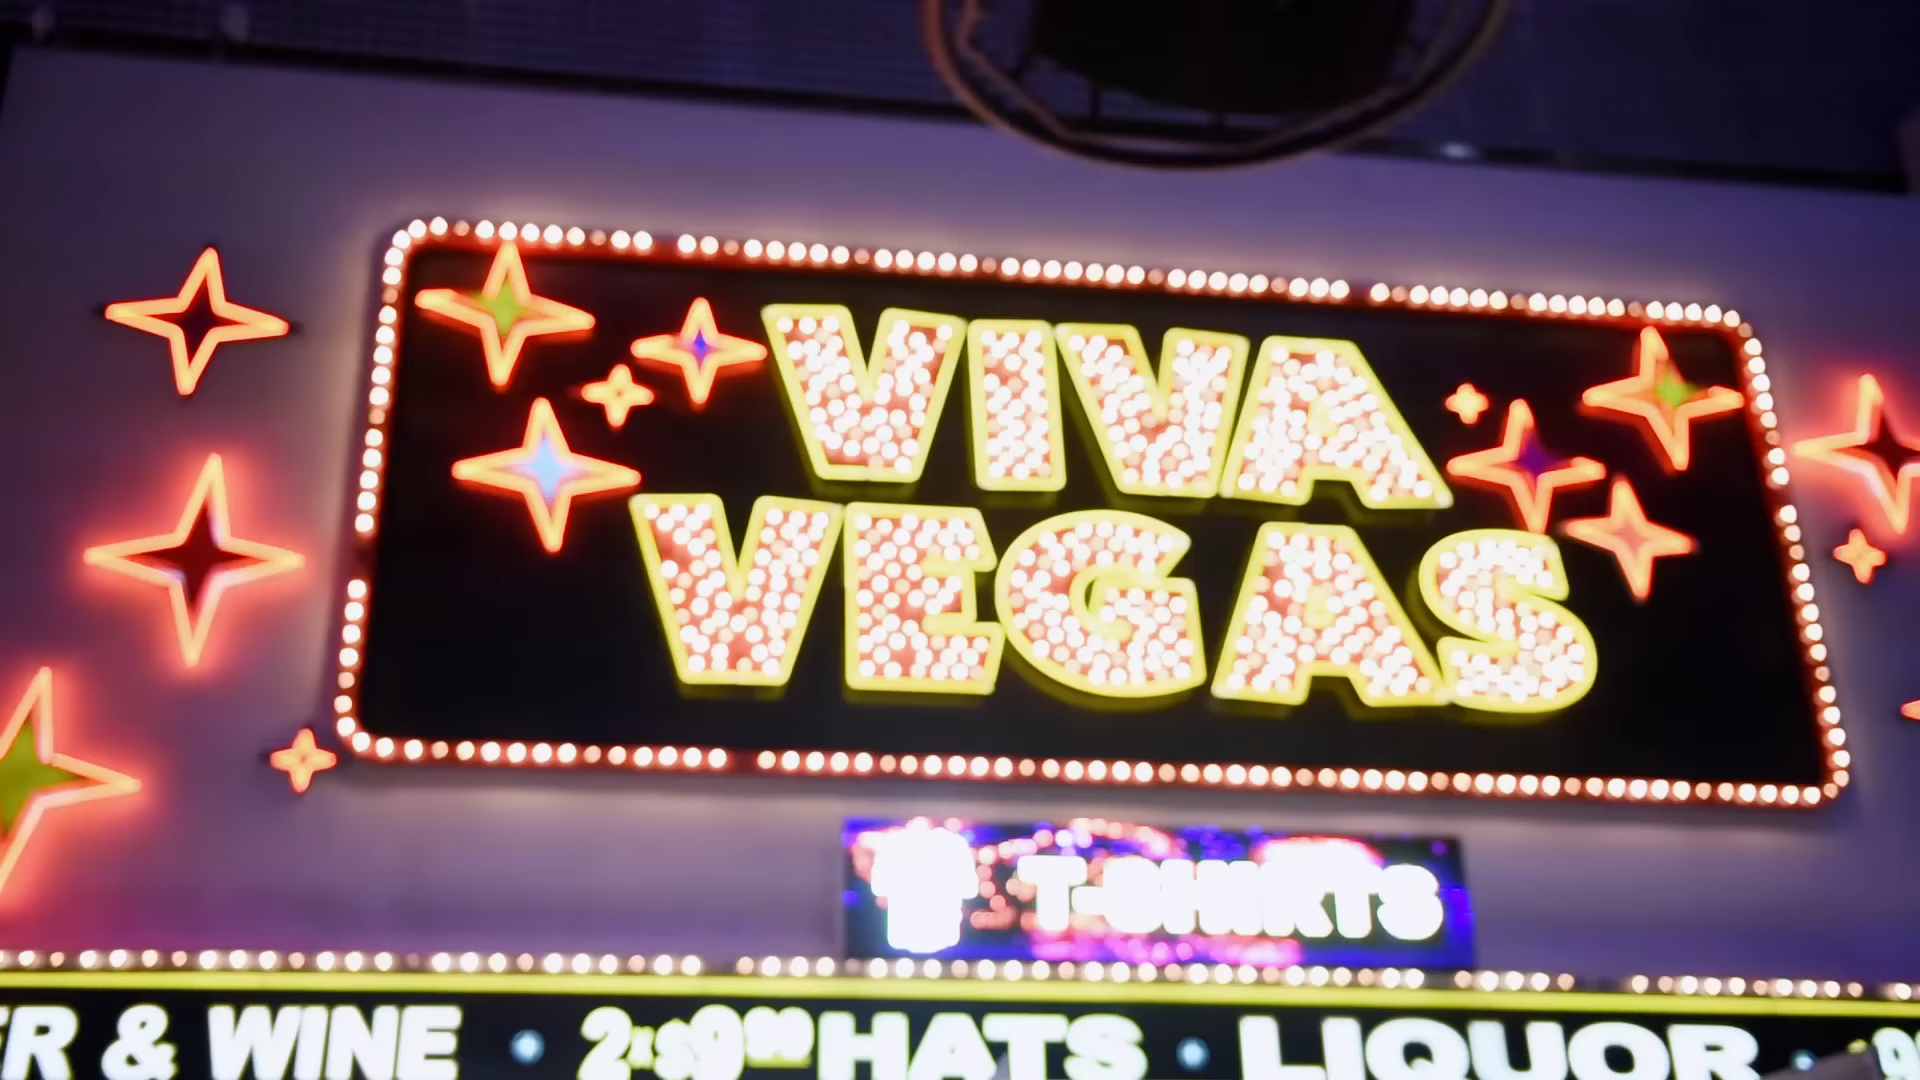 VIVA
VEGAS
T-SHIRTS
& WINE • HATS • LIQUOR •